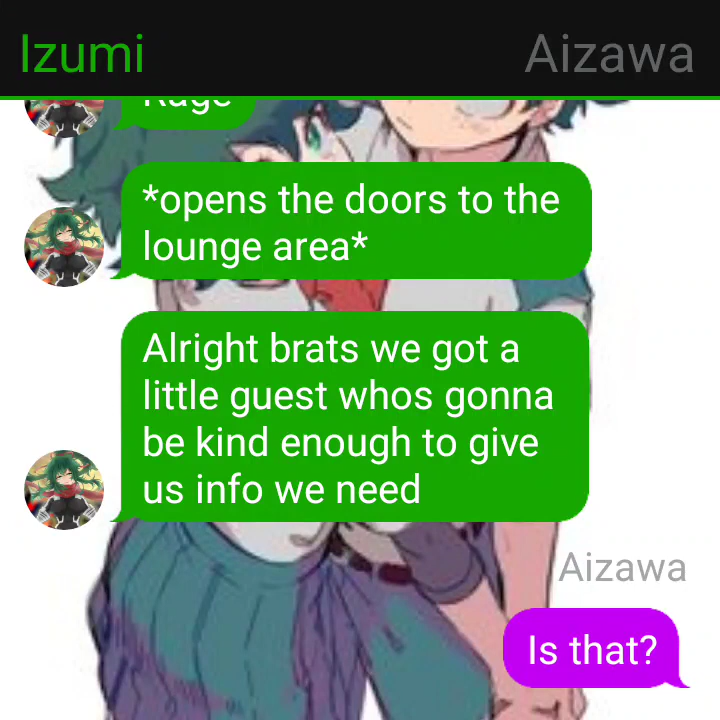 Izumi
Aizawa
Rage
*opens the doors to the
lounge area*
Alright brats we got a
little guest whos gonna
be kind enough to give
us info we need
Aizawa
Is that?